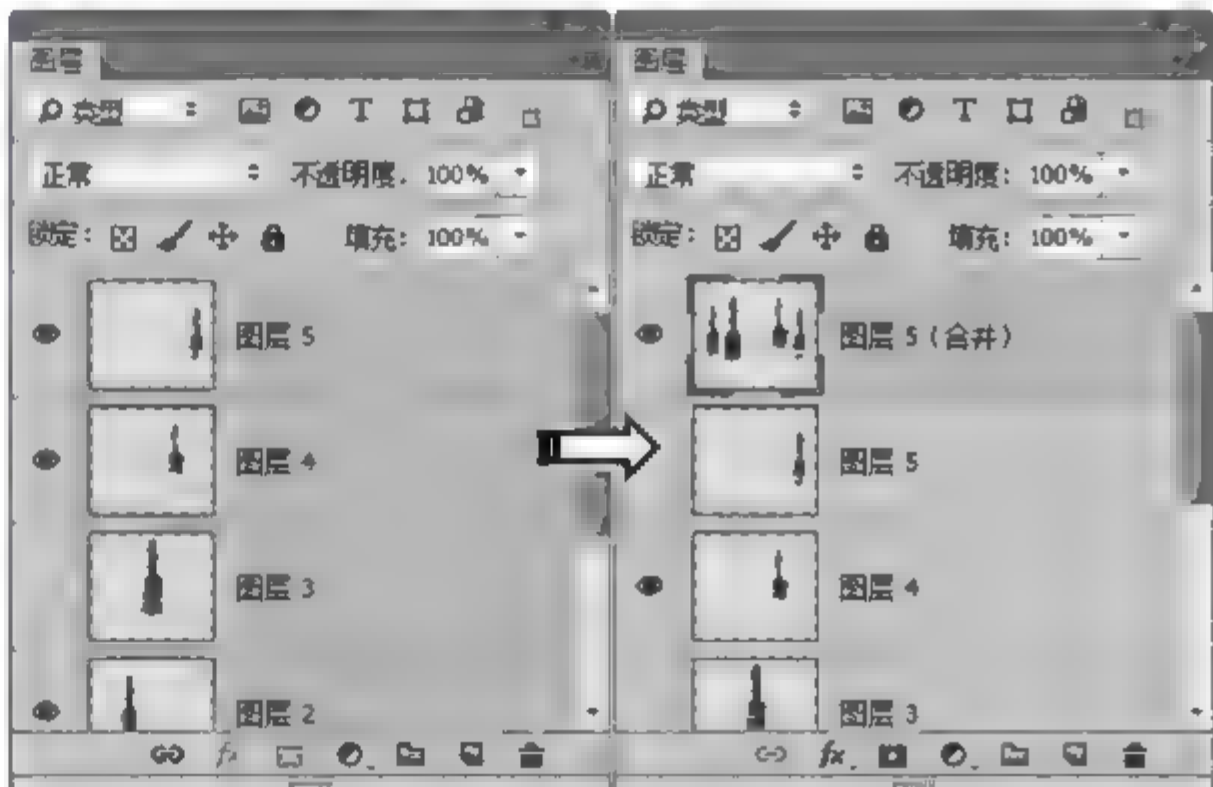 图层
类型
正常 不透明度: 100%
锁定: 填充: 100%
图层 5
图层 4
图层 3
图层 2
图层
类型
正常 不透明度: 100%
锁定: 填充: 100%
图层 5 (合并)
图层 5
图层 4
图层 3